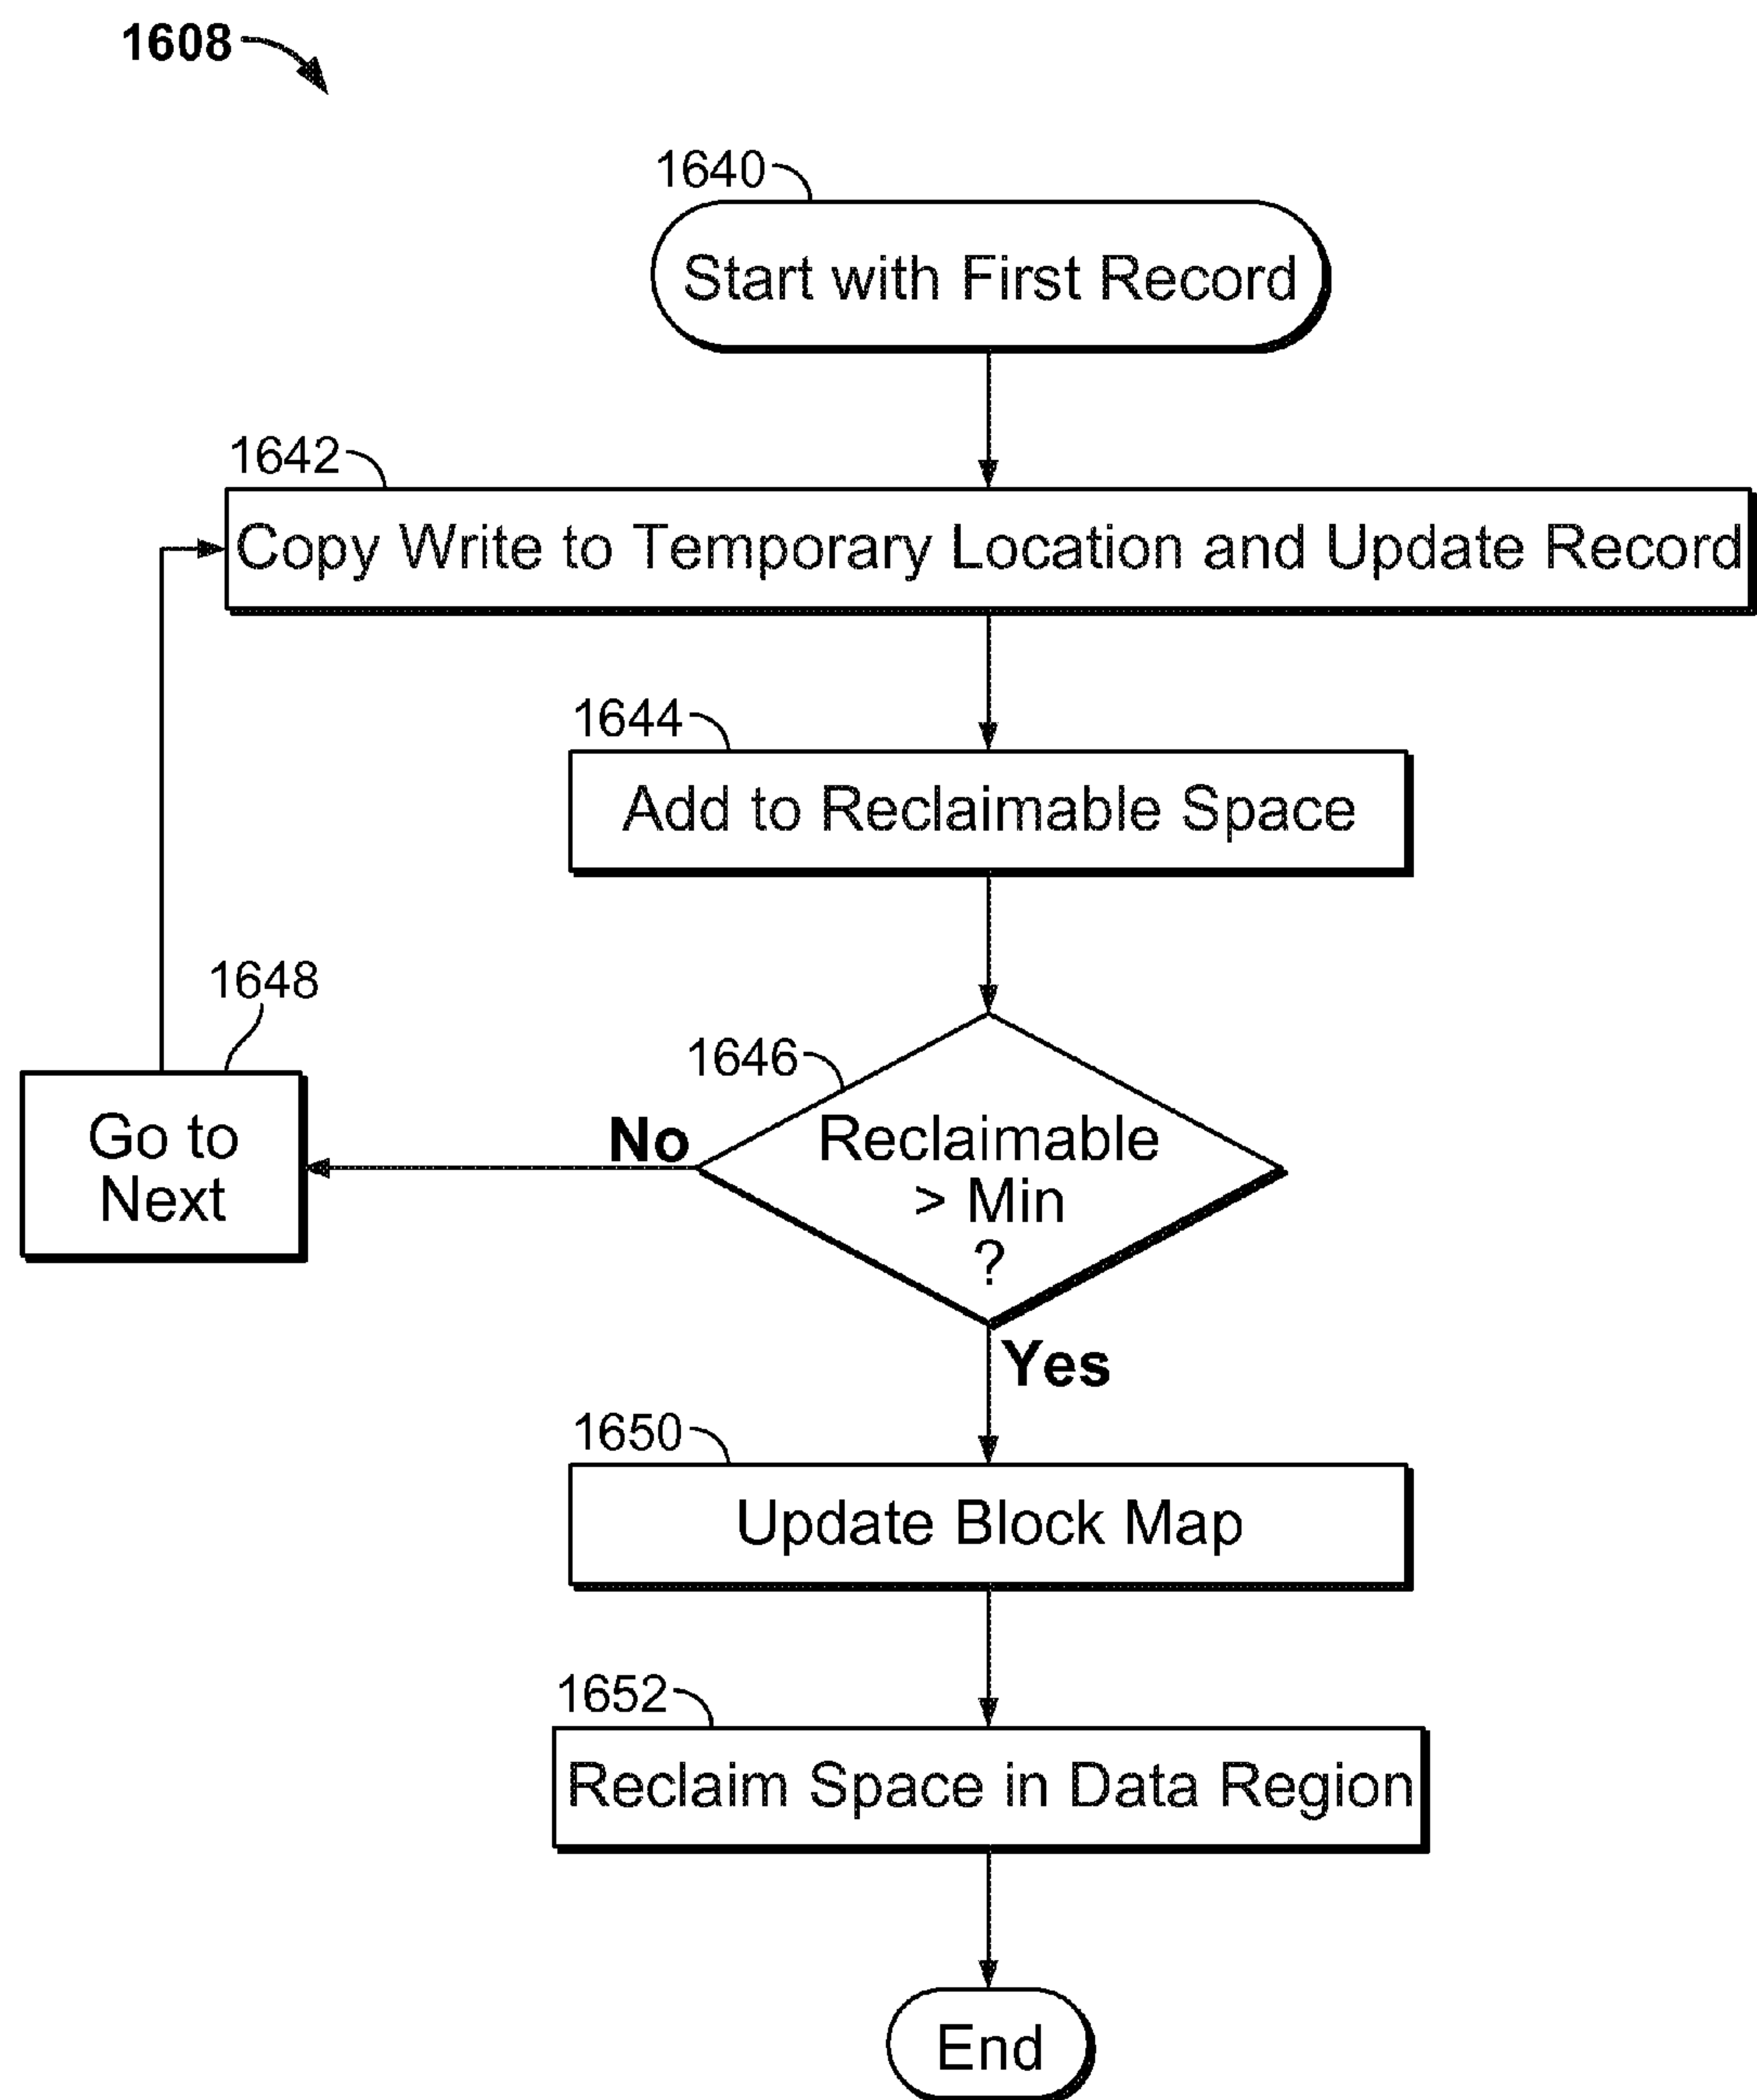 1608
1640
Start with First Record
1642
Copy Write to Temporary Location and Update Record
1644
Add to Reclaimable Space
1648
1646
Go to
Next
No
Reclaimable
> Min
?
Yes
1650
Update Block Map
1652
Reclaim Space in Data Region
End